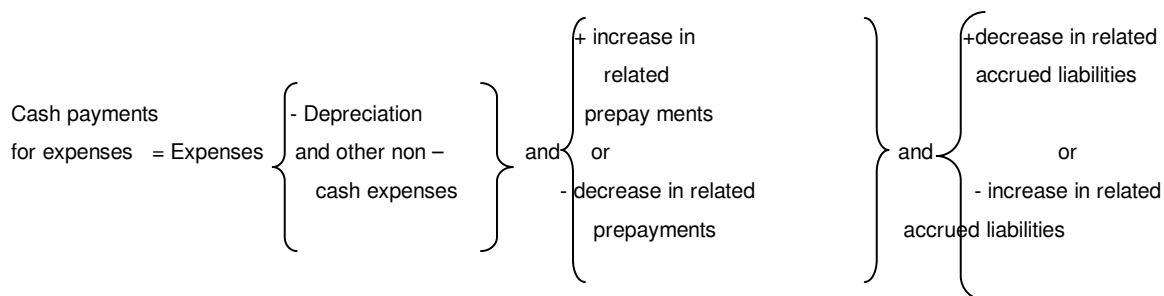 + increase in +decrease in related
related accrued liabilities
Cash payments - Depreciation prepay ments
for expenses = Expenses and other non – and or and or
cash expenses - decrease in related - increase in related
prepayments accrued liabilities